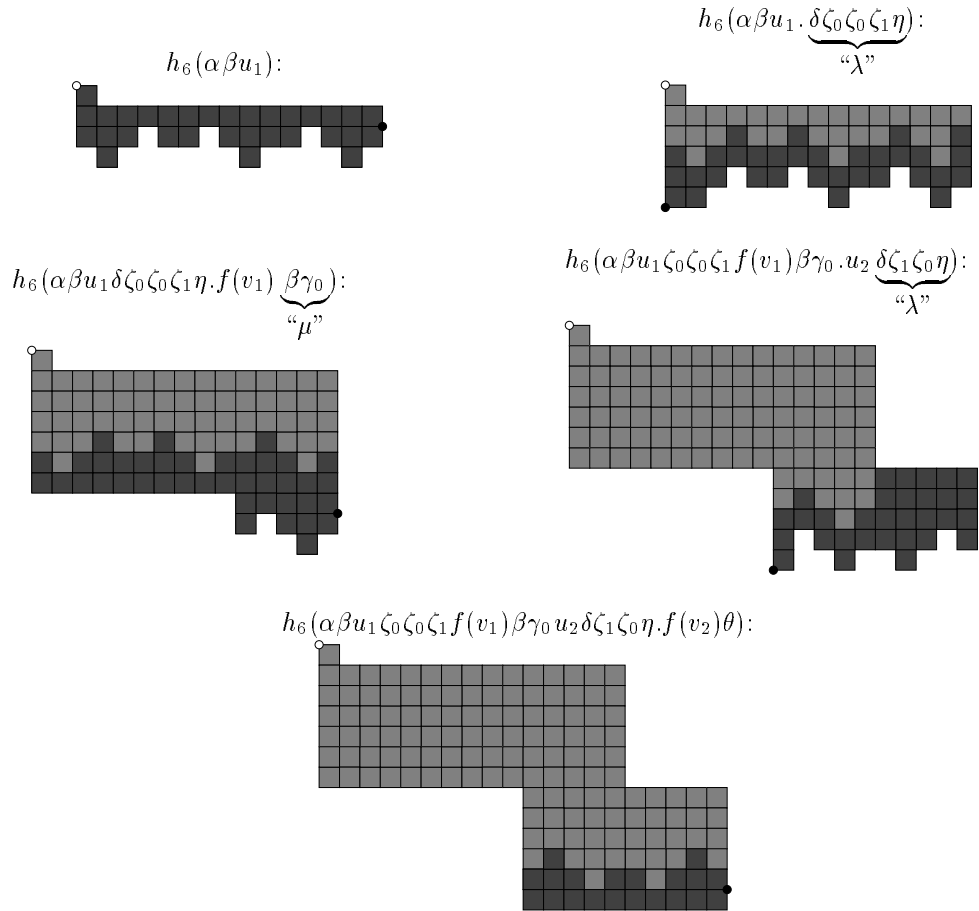 h₆(αβu₁):
h₆(αβu₁.δζ₀ζ₀ζ₁η):
“λ”
h₆(αβu₁δζ₀ζ₀ζ₁η.f(v₁) βγ₀):
“μ”
h₆(αβu₁ζ₀ζ₀ζ₁f(v₁)βγ₀.u₂ δζ₁ζ₀η):
“λ”
h₆(αβu₁ζ₀ζ₀ζ₁f(v₁)βγ₀u₂δζ₁ζ₀η.f(v₂)θ):